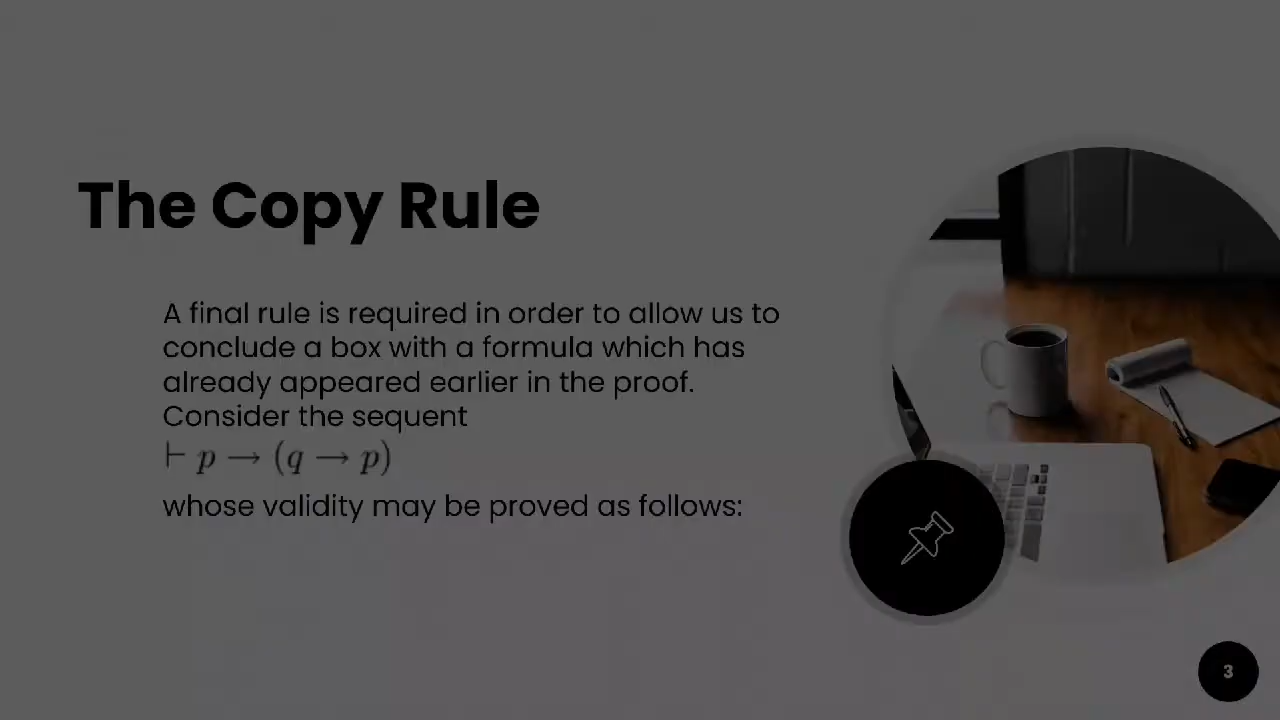 The Copy Rule
A final rule is required in order to allow us to
conclude a box with a formula which has
already appeared earlier in the proof.
Consider the sequent
⊢ p → (q → p)
whose validity may be proved as follows:
3